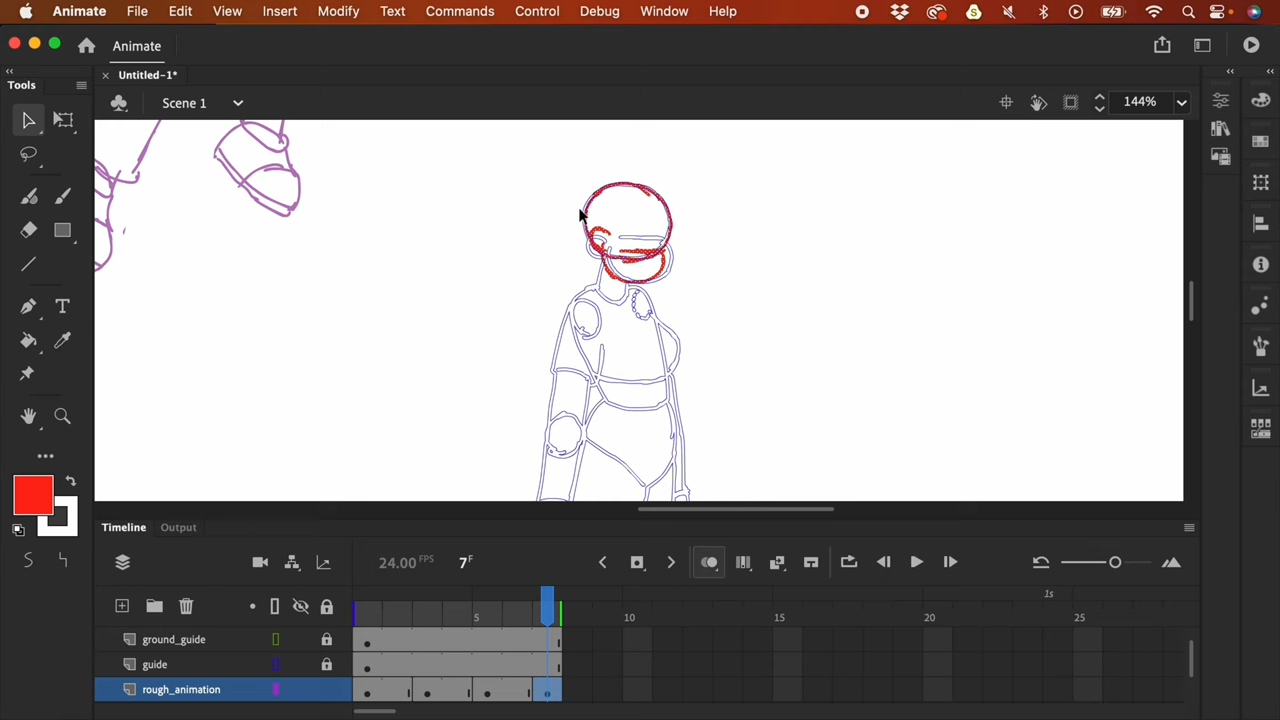 Animate File Edit View Insert Modify Text Commands Control Debug Window Help
Animate
Untitled-1*
Tools
Scene 1
144%
T
Timeline Output
24.00 FPS 7F
1s
5 10 15 20 25
ground_guide
guide
rough_animation